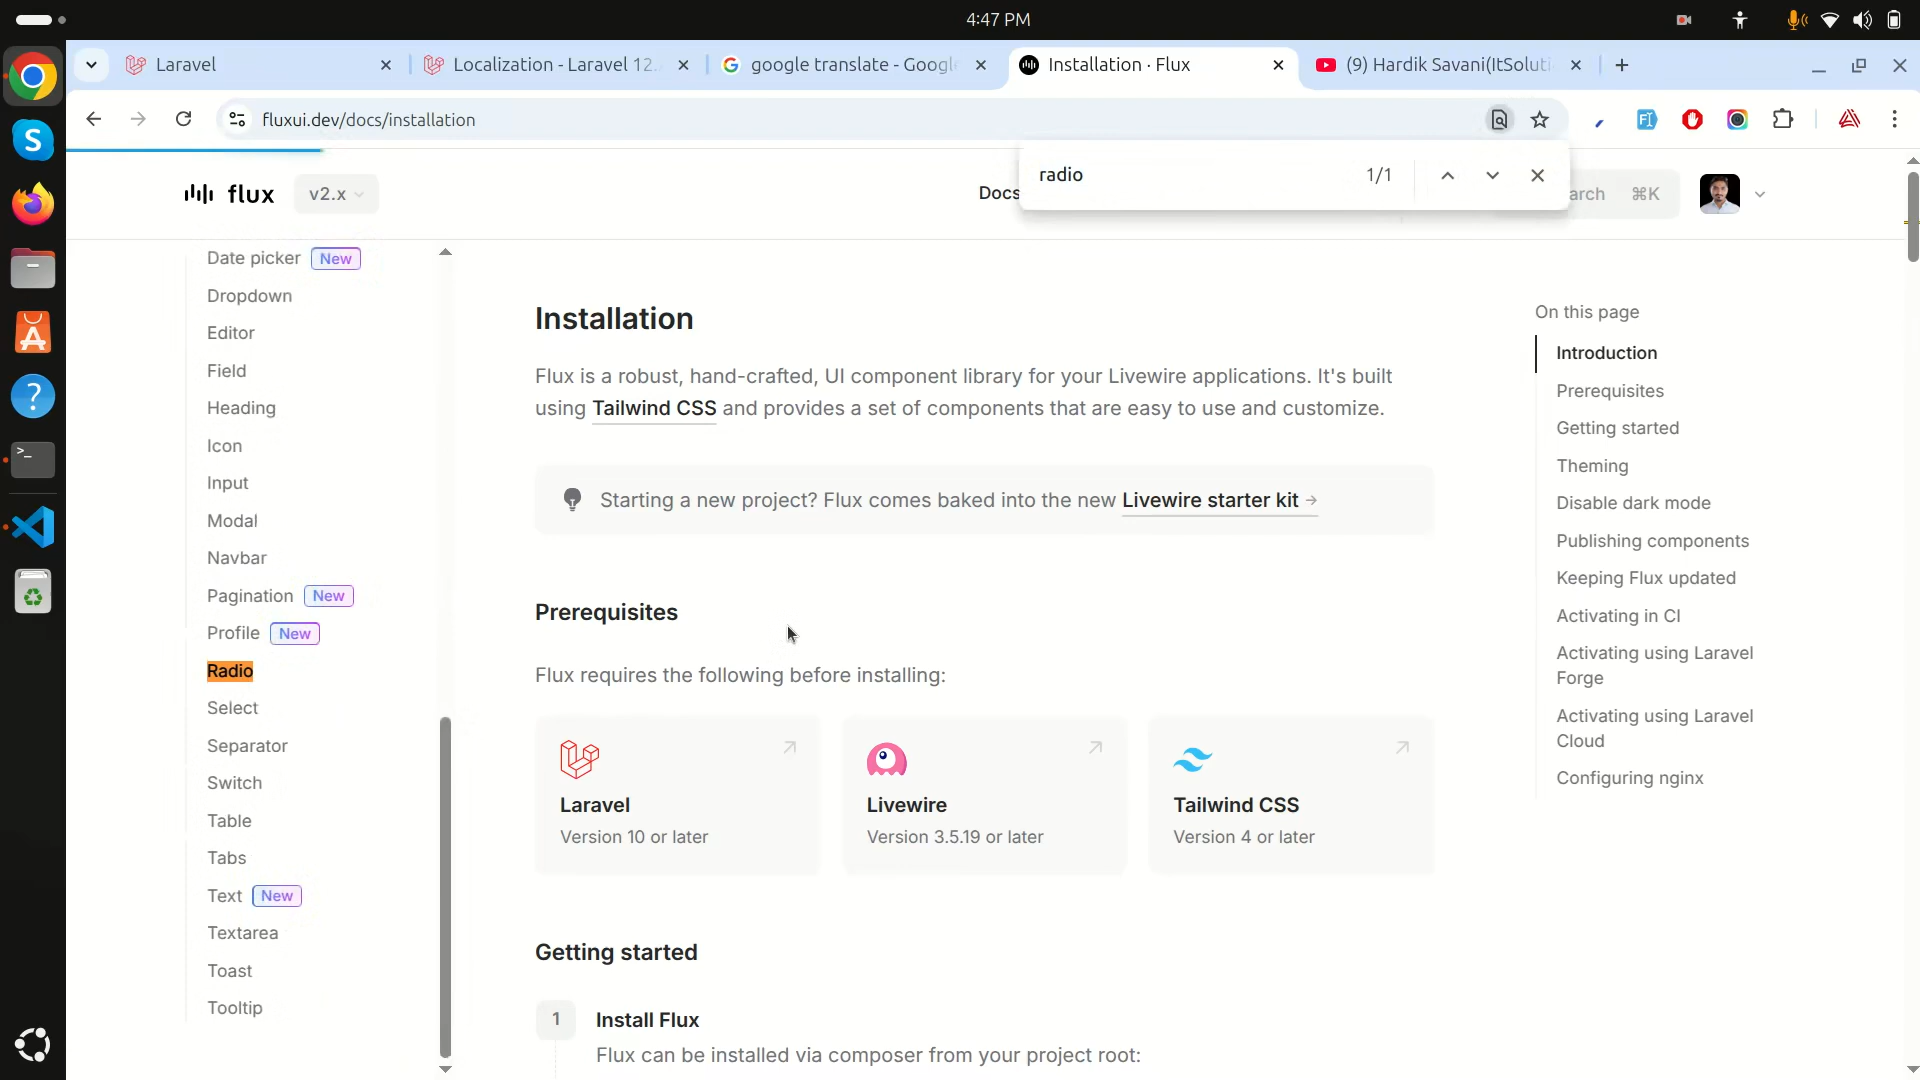 4:47 PM
Laravel
Localization - Laravel 12.
google translate - Google
Installation · Flux
(9) Hardik Savani(ItSoluti
fluxui.dev/docs/installation
radio
1/1
flux
v2.x
Docs
arch
⌘K
Date picker New
Dropdown
Editor
Field
Heading
Icon
Input
Modal
Navbar
Pagination New
Profile New
Radio
Select
Separator
Switch
Table
Tabs
Text New
Textarea
Toast
Tooltip
Installation
Flux is a robust, hand-crafted, UI component library for your Livewire applications. It's built
using Tailwind CSS and provides a set of components that are easy to use and customize.
Starting a new project? Flux comes baked into the new Livewire starter kit →
Prerequisites
Flux requires the following before installing:
Laravel
Version 10 or later
Livewire
Version 3.5.19 or later
Tailwind CSS
Version 4 or later
Getting started
1
Install Flux
Flux can be installed via composer from your project root:
On this page
Introduction
Prerequisites
Getting started
Theming
Disable dark mode
Publishing components
Keeping Flux updated
Activating in CI
Activating using Laravel
Forge
Activating using Laravel
Cloud
Configuring nginx